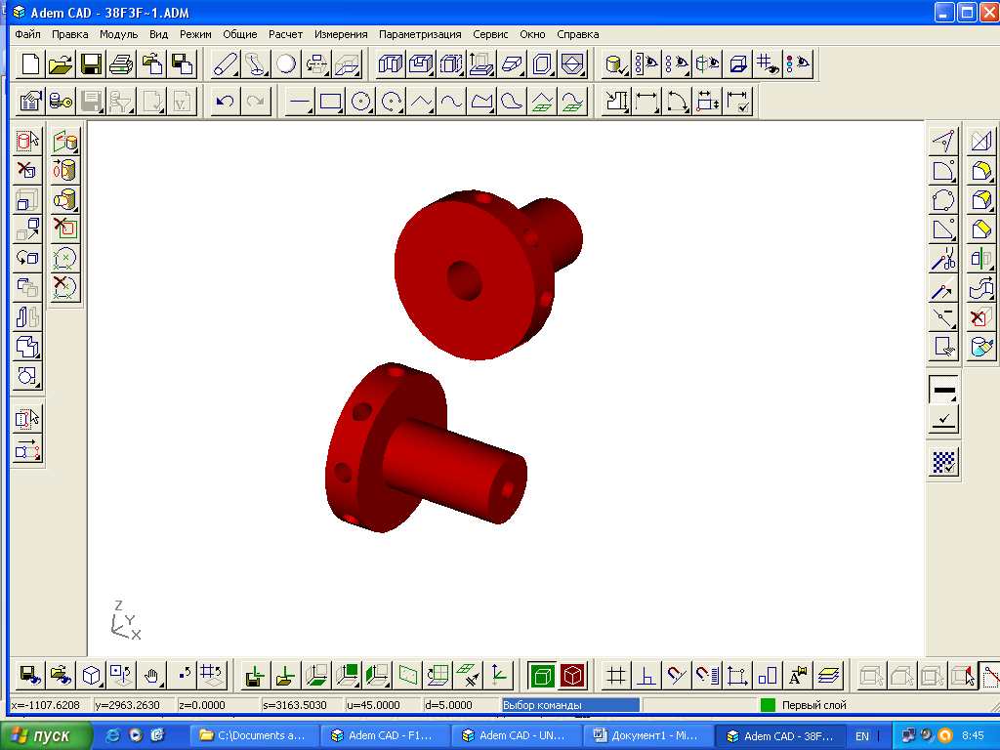 Adem CAD - 38F3F~1.ADM
Файл Правка Модуль Вид Режим Общие Расчет Измерения Параметризация Сервис Окно Справка
Z
Y
X
x=-1107.6208 y=2963.2630 z=0.0000 s=3163.5030 u=45.0000 d=5.0000 Выбор команды Первый слой
пуск C:\Documents a... Adem CAD - F1... Adem CAD - UN... Документ1 - Mi... Adem CAD - 38F... EN 8:45